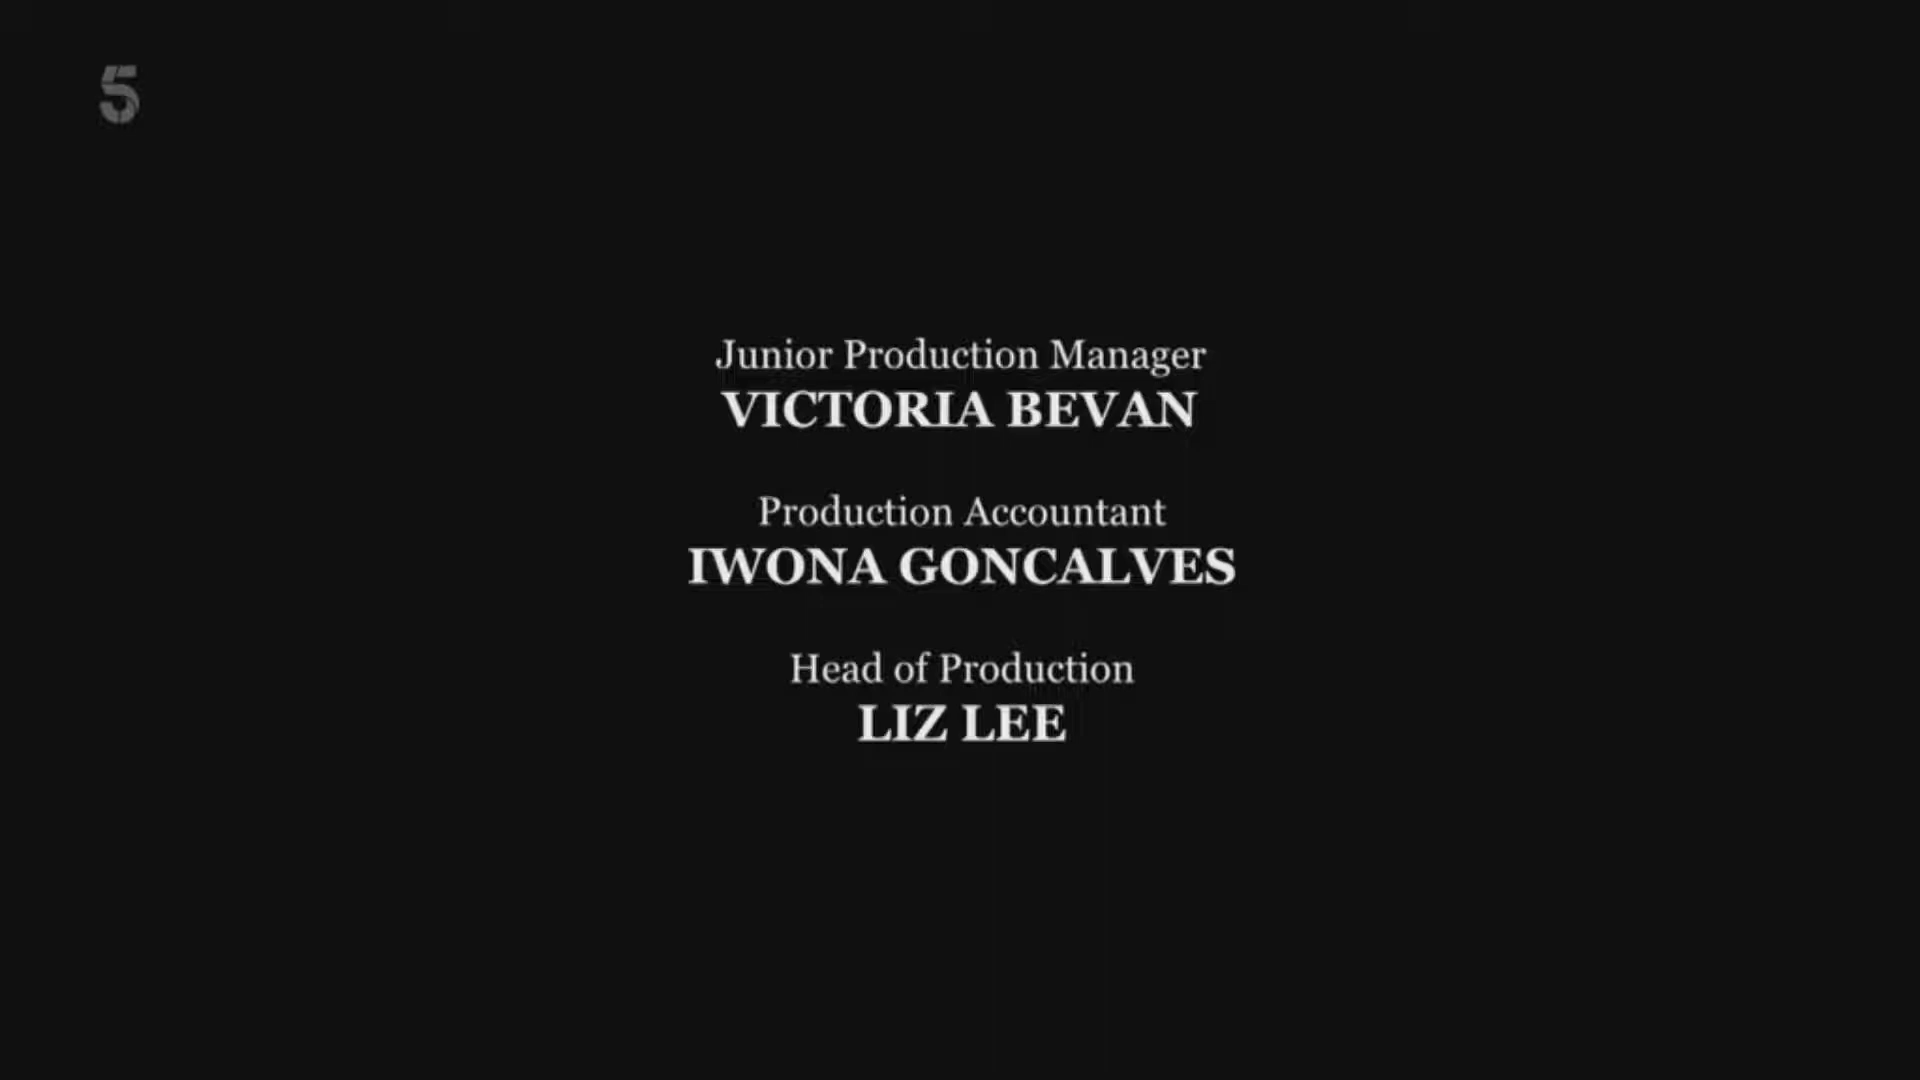 5
Junior Production Manager
VICTORIA BEVAN
Production Accountant
IWONA GONCALVES
Head of Production
LIZ LEE